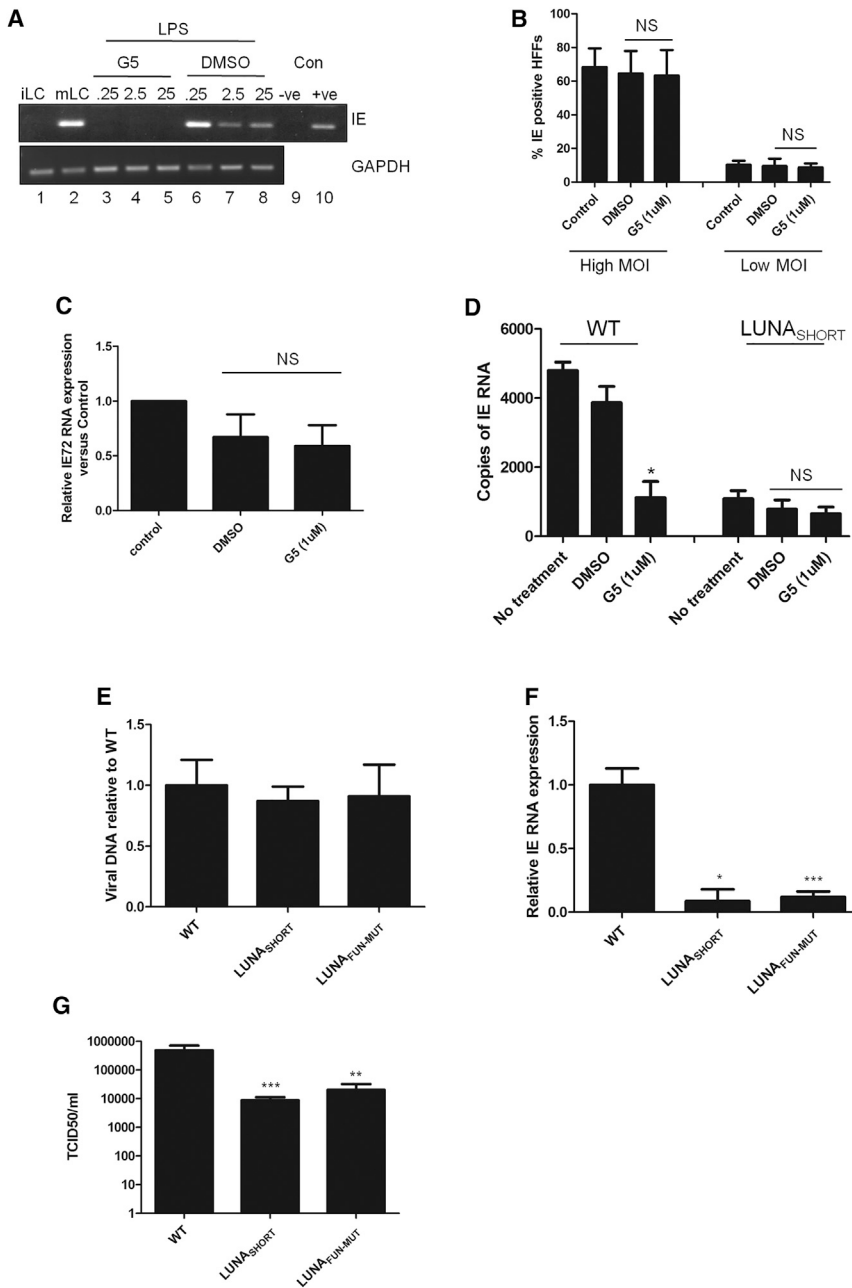 A
LPS
G5 DMSO Con
iLC mLC .25 2.5 25 .25 2.5 25 -ve +ve
IE
GAPDH
1 2 3 4 5 6 7 8 9 10
B
% IE positive HFFs
100
80
60
40
20
0
NS
NS
Control
DMSO
G5 (1uM)
Control
DMSO
G5 (1uM)
High MOI
Low MOI
C
Relative IE72 RNA expression
versus Control
1.5
1.0
0.5
0.0
NS
control
DMSO
G5 (1uM)
D
Copies of IE RNA
6000
4000
2000
0
WT
LUNASHORT
*
NS
No treatment
DMSO
G5 (1uM)
No treatment
DMSO
G5 (1uM)
E
Viral DNA relative to WT
1.5
1.0
0.5
0.0
WT
LUNASHORT
LUNAFUN-MUT
F
Relative IE RNA expression
1.5
1.0
0.5
0.0
*
***
WT
LUNASHORT
LUNAFUN-MUT
G
TCID50/ml
1000000
100000
10000
1000
100
10
1
***
**
WT
LUNASHORT
LUNAFUN-MUT